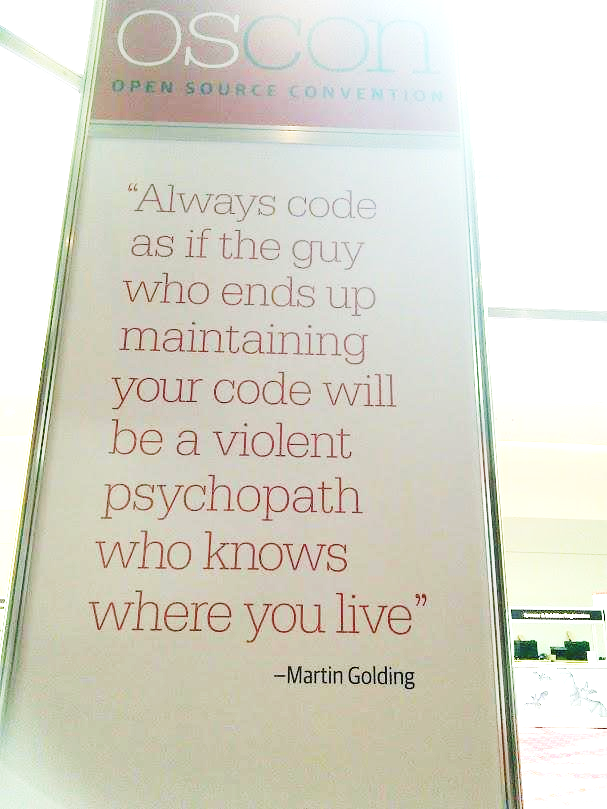 oscon
OPEN SOURCE CONVENTION
“Always code
as if the guy
who ends up
maintaining
your code will
be a violent
psychopath
who knows
where you live”
–Martin Golding